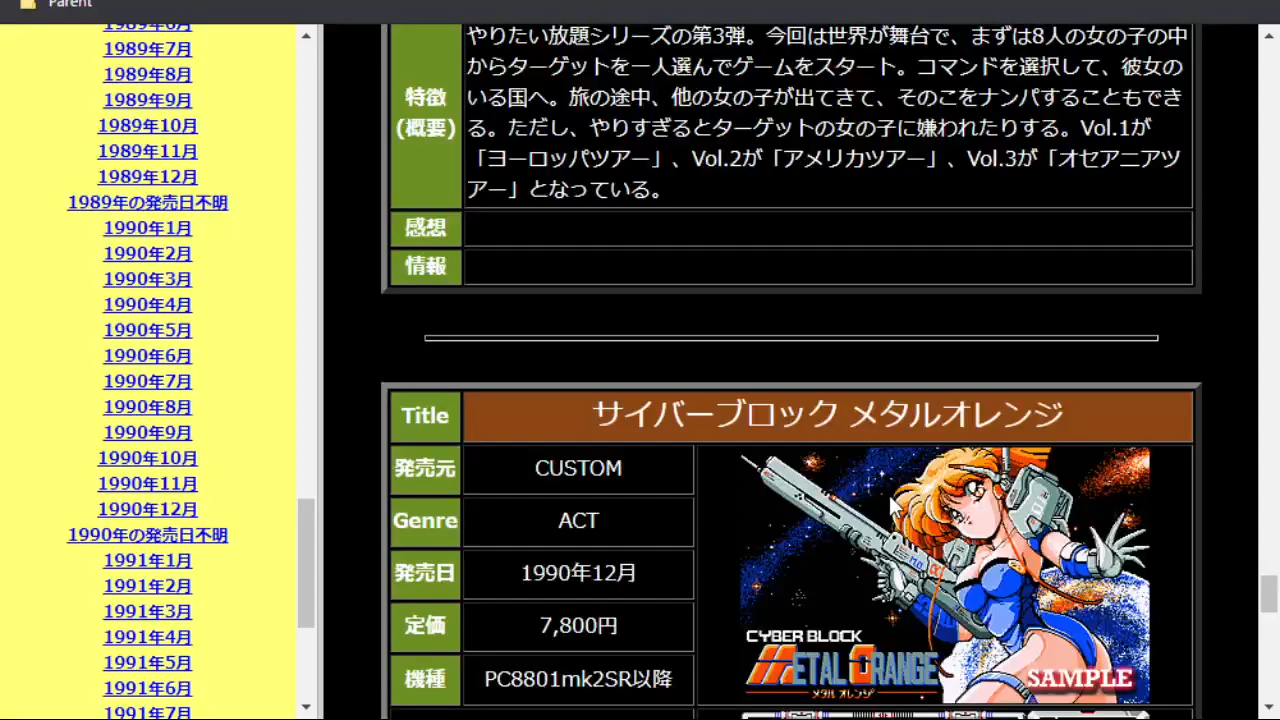 Parent
1989年6月
1989年7月
1989年8月
1989年9月
1989年10月
1989年11月
1989年12月
1989年の発売日不明
1990年1月
1990年2月
1990年3月
1990年4月
1990年5月
1990年6月
1990年7月
1990年8月
1990年9月
1990年10月
1990年11月
1990年12月
1990年の発売日不明
1991年1月
1991年2月
1991年3月
1991年4月
1991年5月
1991年6月
1991年7月
特徴
(概要)
やりたい放題シリーズの第3弾。今回は世界が舞台で、まずは8人の女の子の中
からターゲットを一人選んでゲームをスタート。コマンドを選択して、彼女の
いる国へ。旅の途中、他の女の子が出てきて、そのこをナンパすることもでき
る。ただし、やりすぎるとターゲットの女の子に嫌われたりする。Vol.1が
「ヨーロッパツアー」、Vol.2が「アメリカツアー」、Vol.3が「オセアニアツ
アー」となっている。
感想
情報
Title サイバーブロック メタルオレンジ
発売元 CUSTOM
Genre ACT
発売日 1990年12月
定価 7,800円
機種 PC8801mk2SR以降
CYBER BLOCK
METAL ORANGE
メタル オレンジ
SAMPLE